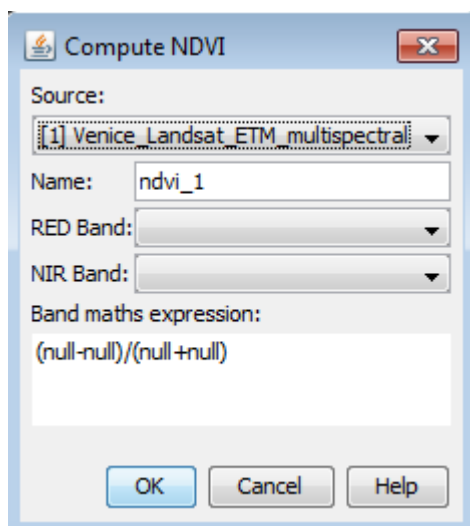 Compute NDVI
Source:
[1] Venice_Landsat_ETM_multispectral
Name: ndvi_1
RED Band:
NIR Band:
Band maths expression:
(null-null)/(null+null)
OK Cancel Help